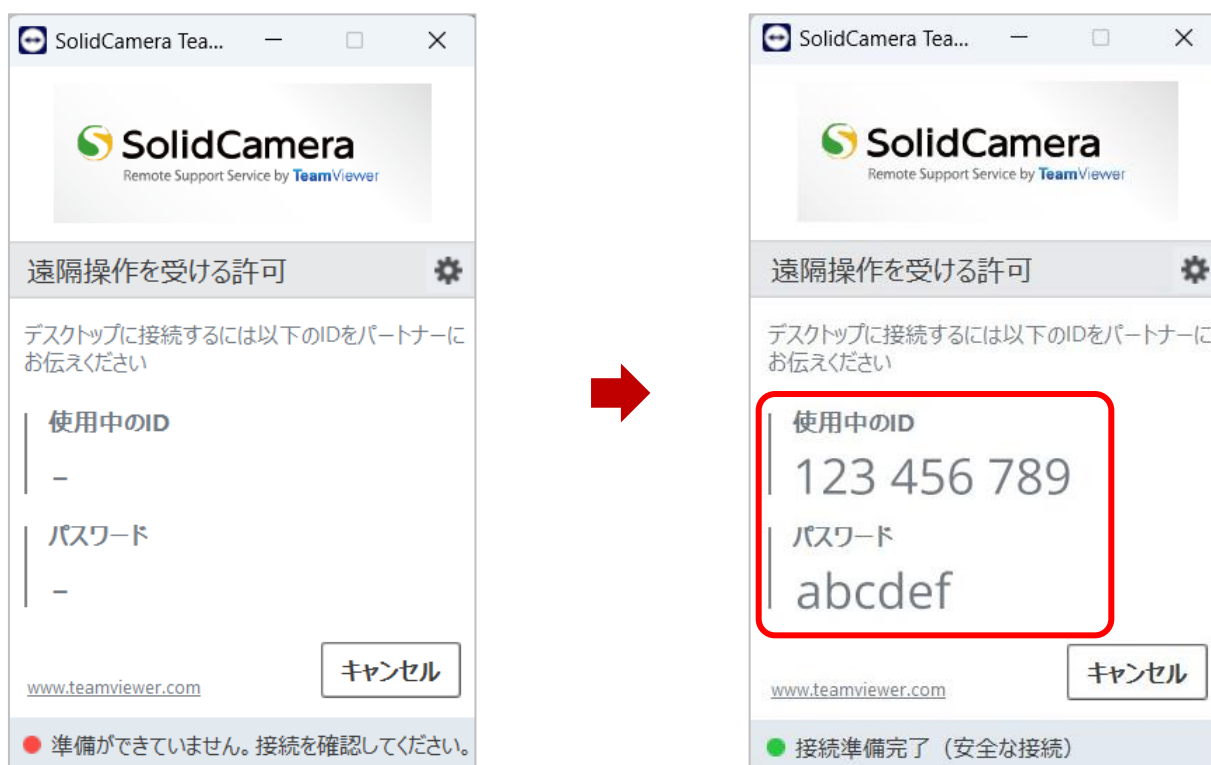 SolidCamera Tea...
SolidCamera
Remote Support Service by TeamViewer
遠隔操作を受ける許可
デスクトップに接続するには以下のIDをパートナーに
お伝えください
使用中のID
–
パスワード
–
キャンセル
www.teamviewer.com
準備ができていません。接続を確認してください。
SolidCamera Tea...
SolidCamera
Remote Support Service by TeamViewer
遠隔操作を受ける許可
デスクトップに接続するには以下のIDをパートナーに
お伝えください
使用中のID
123 456 789
パスワード
abcdef
キャンセル
www.teamviewer.com
接続準備完了（安全な接続）